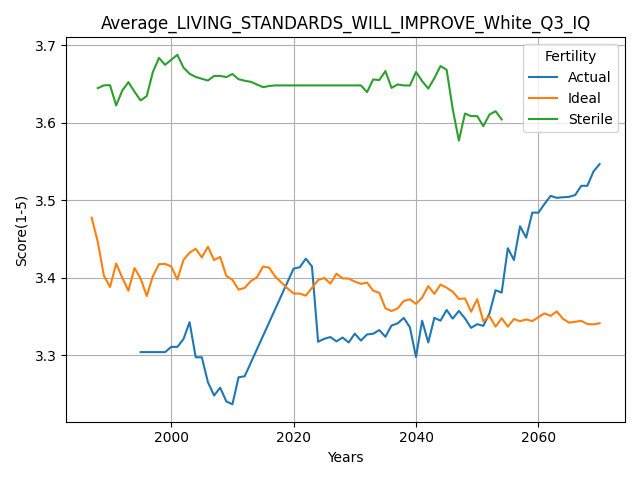 Average_LIVING_STANDARDS_WILL_IMPROVE_White_Q3_IQ
Fertility
Actual
Ideal
Sterile
Score(1-5)
3.7
3.6
3.5
3.4
3.3
2000 2020 2040 2060
Years